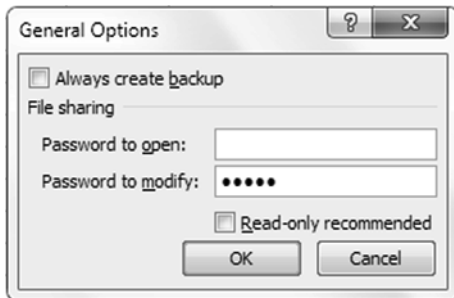 General Options
?
x
Always create backup
File sharing
Password to open:
Password to modify: •••••
Read-only recommended
OK Cancel